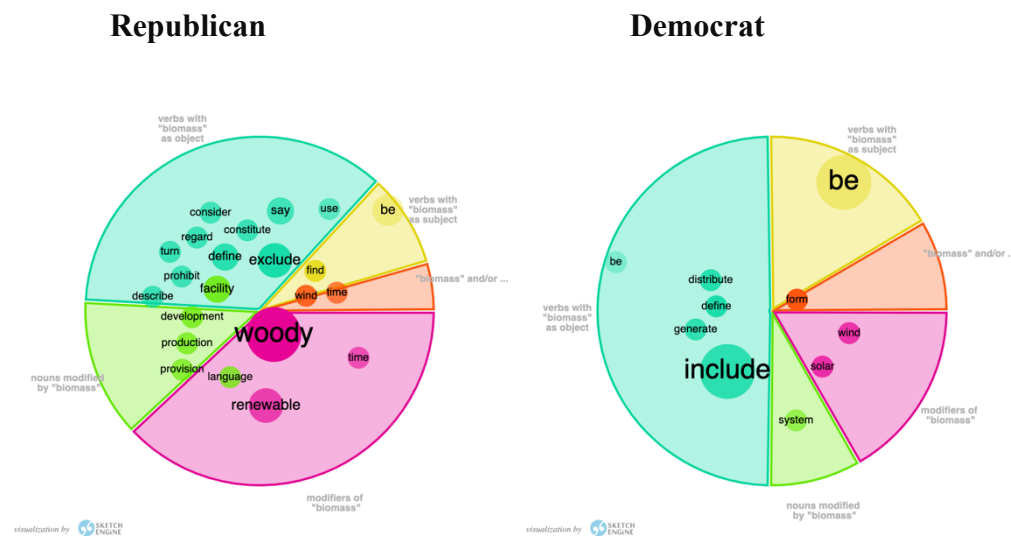 Republican
Democrat
verbs with
"biomass"
as object
consider
say
use
constitute
regard
turn
define
exclude
prohibit
facility
describe
verbs with
"biomass"
as subject
be
find
"biomass" and/or ...
wind
time
development
production
provision
language
nouns modified
by "biomass"
woody
time
renewable
modifiers of
"biomass"
visualization by
SKETCH
ENGINE
verbs with
"biomass"
as subject
be
"biomass" and/or .
form
be
distribute
define
generate
include
verbs with
"biomass"
as object
wind
solar
modifiers of
"biomass"
system
nouns modified
by "biomass"
visualization by
SKETCH
ENGINE